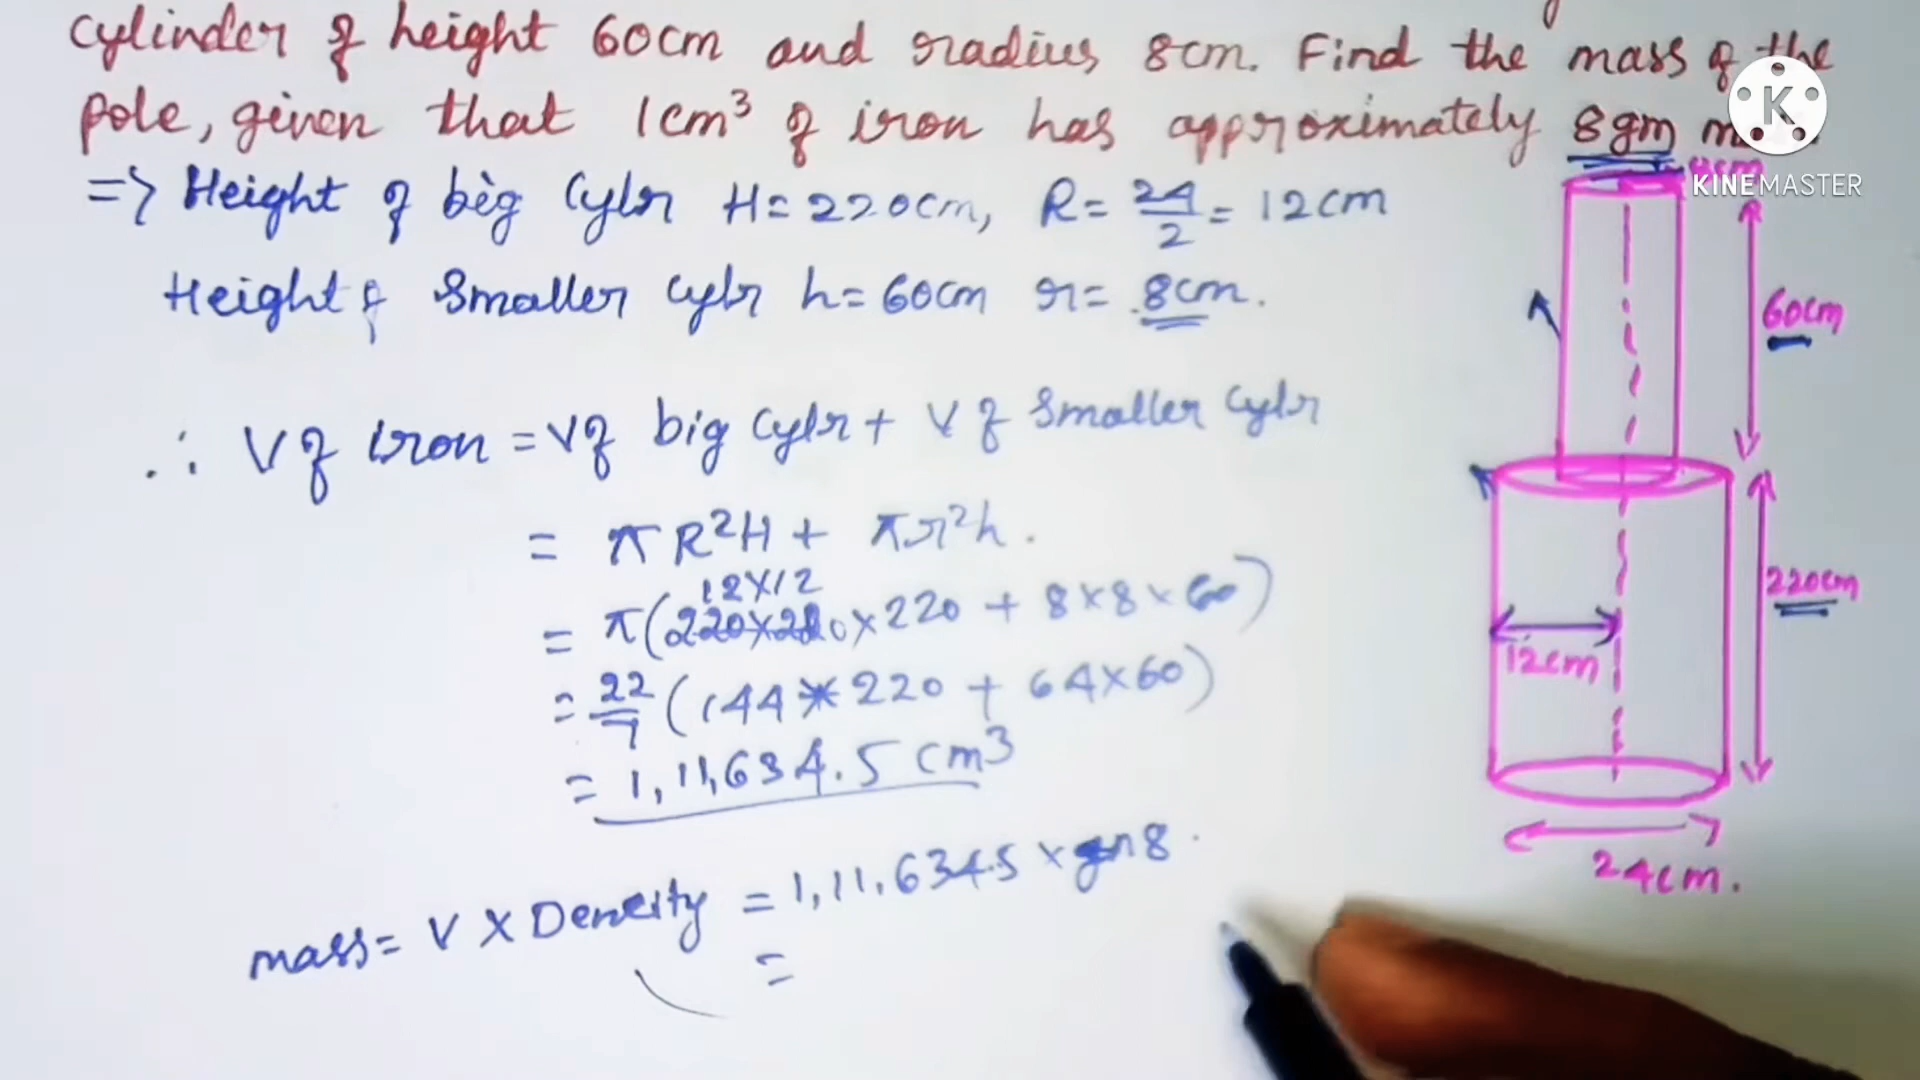 cylinder of height 60cm and radius 8cm. Find the mass of the
pole, given that 1cm³ of iron has approximately 8gm
K
KINEMASTER
=> Height of big Cylr H=220cm, R= 24/2 = 12cm
Height of Smaller Cylr h=60cm r= 8cm.
∴ V of iron = V of big Cylr + V of Smaller Cylr
= πR²H + πr²h.
12×12
= π(220×220×220 + 8×8×60)
= 22/7 (144×220 + 64×60)
= 1,11,634.5 cm³
mass = V × Density = 1,11,634.5 × 8
=
8cm
60cm
220cm
12cm
24cm.